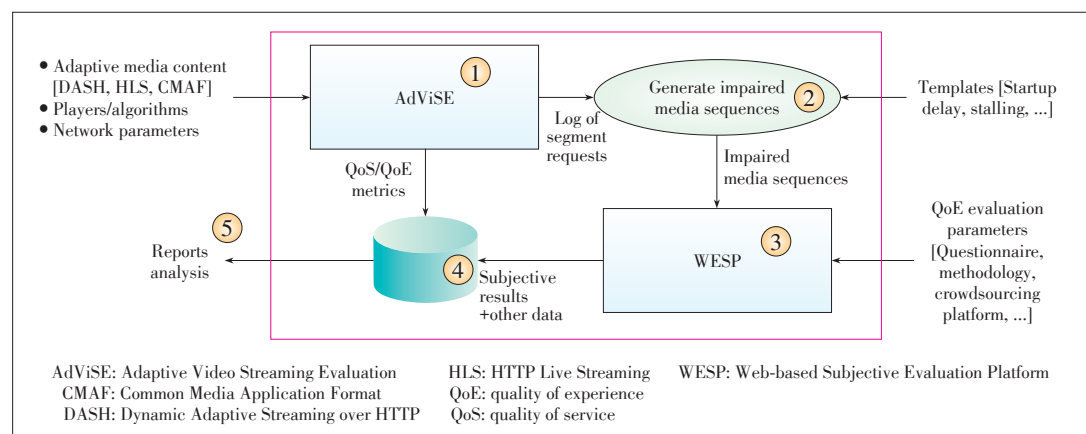 ● Adaptive media content
[DASH, HLS, CMAF]
● Players/algorithms
● Network parameters
1
AdViSE
Log of
segment
requests
Generate impaired
media sequences
2
Templates [Startup
delay, stalling, ...]
QoS/QoE
metrics
Impaired
media sequences
5
Reports
analysis
4
Subjective
results
+other data
3
WESP
QoE evaluation
parameters
[Questionnaire,
methodology,
crowdsourcing
platform, ...]
AdViSE: Adaptive Video Streaming Evaluation
CMAF: Common Media Application Format
DASH: Dynamic Adaptive Streaming over HTTP
HLS: HTTP Live Streaming
QoE: quality of experience
QoS: quality of service
WESP: Web-based Subjective Evaluation Platform